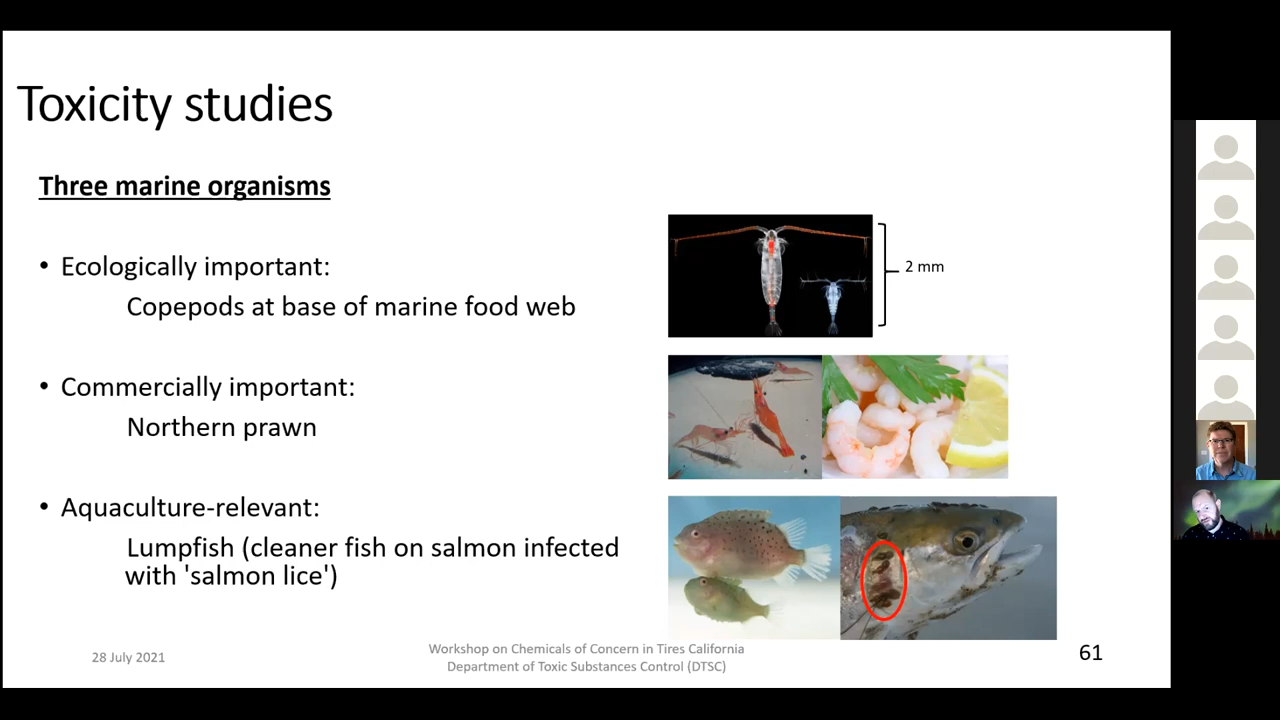 Toxicity studies
Three marine organisms
• Ecologically important:
Copepods at base of marine food web
2 mm
• Commercially important:
Northern prawn
• Aquaculture-relevant:
Lumpfish (cleaner fish on salmon infected
with 'salmon lice')
28 July 2021
Workshop on Chemicals of Concern in Tires California
Department of Toxic Substances Control (DTSC)
61